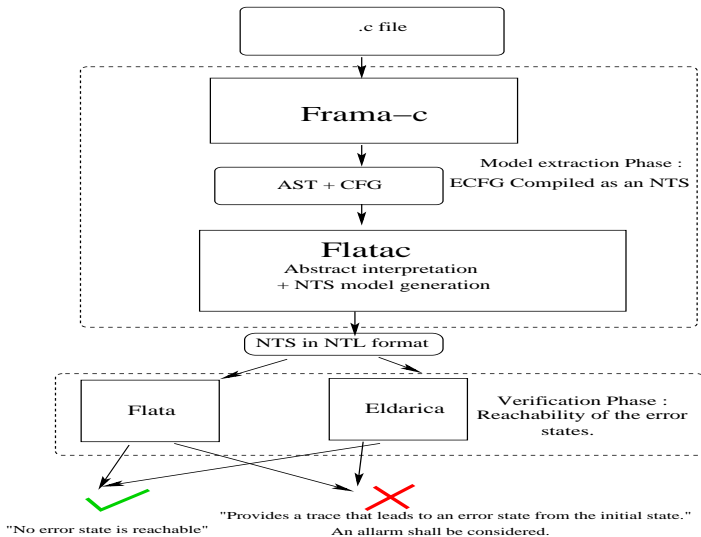 .c file
Frama-c
Model extraction Phase :
AST + CFG
ECFG Compiled as an NTS
Flatac
Abstract interpretation
+ NTS model generation
NTS in NTL format
Flata
Eldarica
Verification Phase :
Reachability of the error
states.
"No error state is reachable"
"Provides a trace that leads to an error state from the initial state."
An allarm shall be considered.